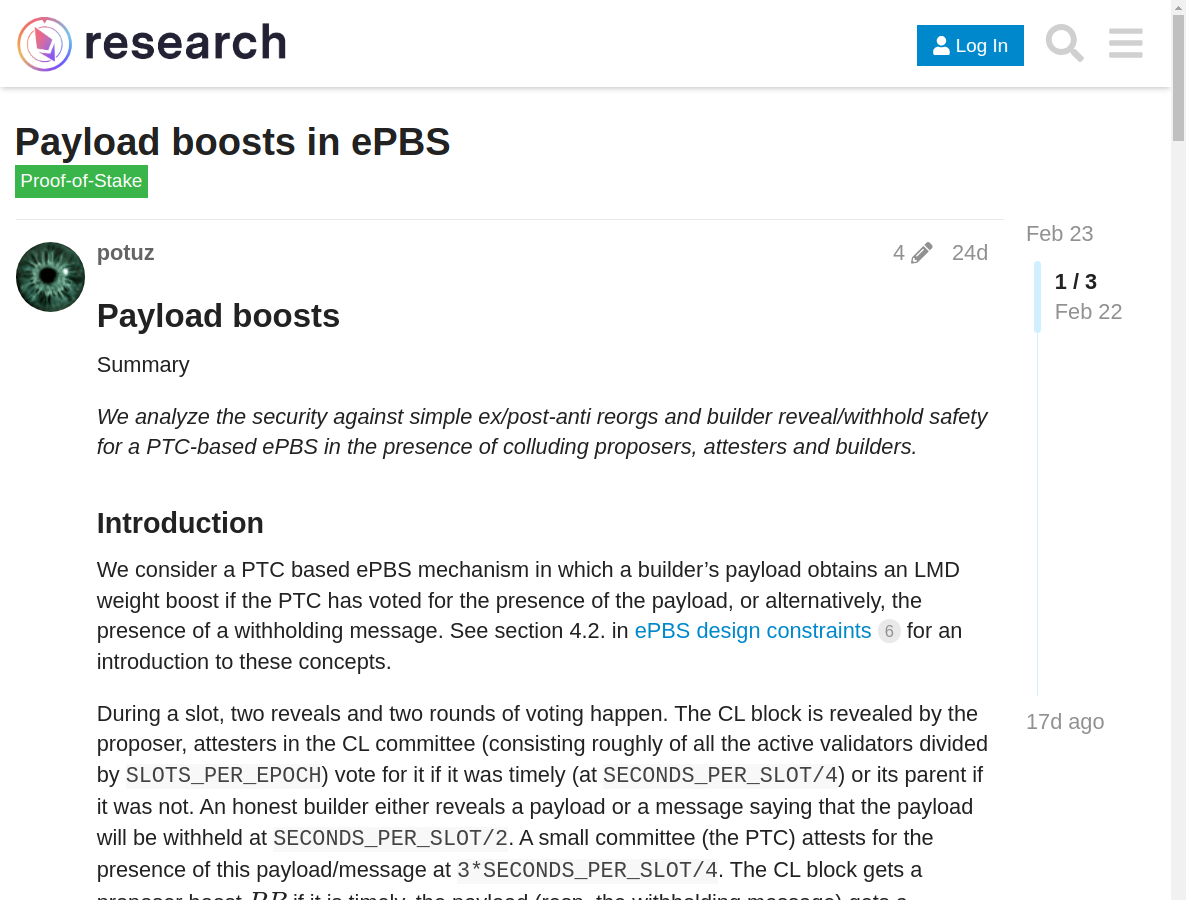 research
Log In
Payload boosts in ePBS
Proof-of-Stake
potuz
4
24d
Feb 23
1 / 3
Feb 22
17d ago
Payload boosts
Summary
We analyze the security against simple ex/post-anti reorgs and builder reveal/withhold safety
for a PTC-based ePBS in the presence of colluding proposers, attesters and builders.
Introduction
We consider a PTC based ePBS mechanism in which a builder’s payload obtains an LMD
weight boost if the PTC has voted for the presence of the payload, or alternatively, the
presence of a withholding message. See section 4.2. in ePBS design constraints 6 for an
introduction to these concepts.
During a slot, two reveals and two rounds of voting happen. The CL block is revealed by the
proposer, attesters in the CL committee (consisting roughly of all the active validators divided
by SLOTS_PER_EPOCH) vote for it if it was timely (at SECONDS_PER_SLOT/4) or its parent if
it was not. An honest builder either reveals a payload or a message saying that the payload
will be withheld at SECONDS_PER_SLOT/2. A small committee (the PTC) attests for the
presence of this payload/message at 3*SECONDS_PER_SLOT/4. The CL block gets a